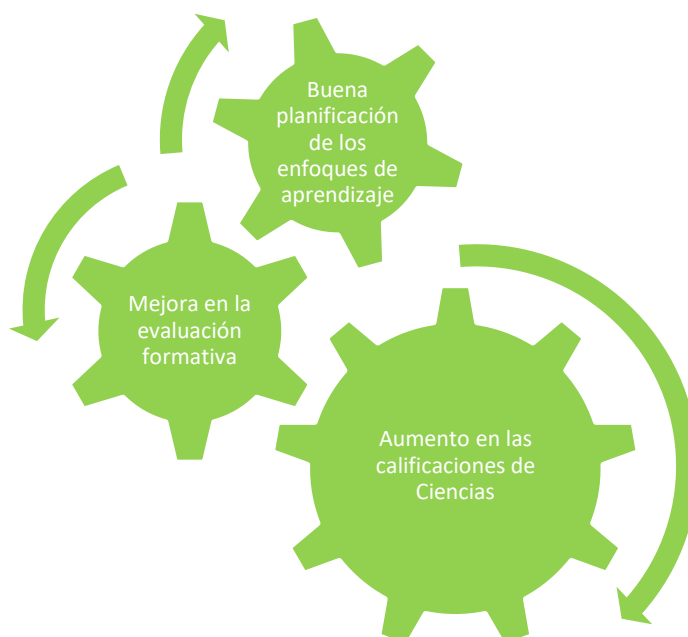 Buena
planificación
de los
enfoques de
aprendizaje
Mejora en la
evaluación
formativa
Aumento en las
calificaciones de
Ciencias